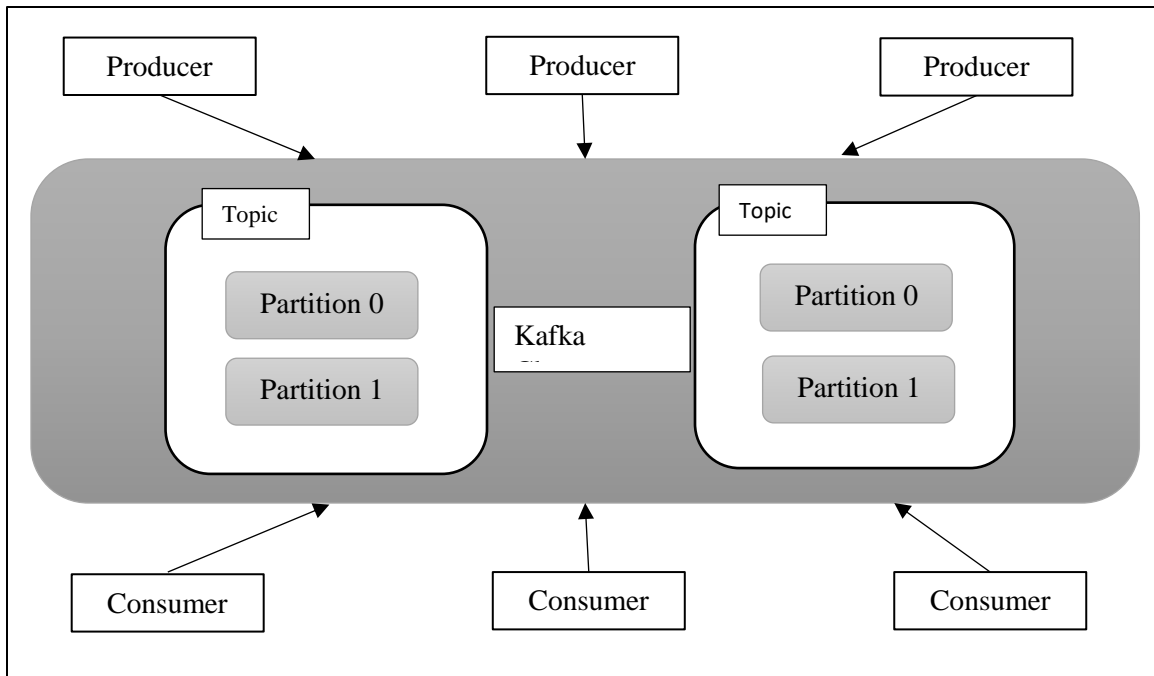 Producer
Producer
Producer
Topic
Topic
Partition 0
Partition 0
Kafka
Partition 1
Partition 1
Consumer
Consumer
Consumer